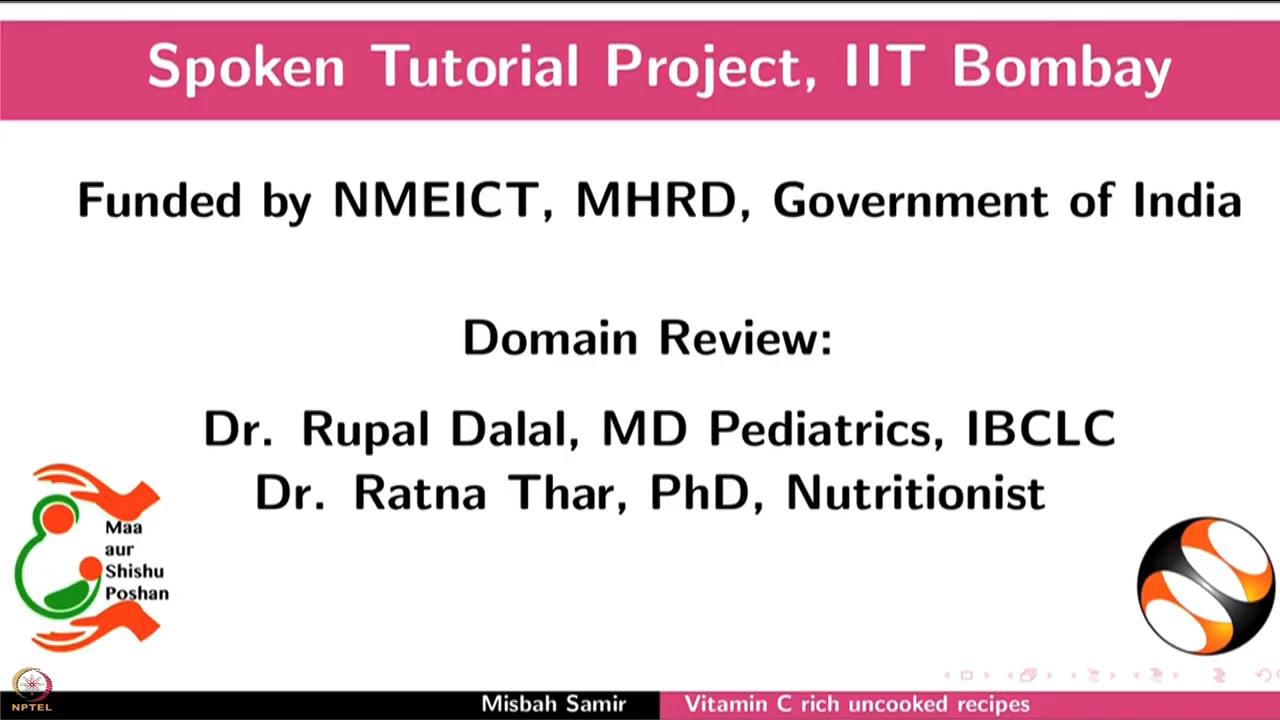 Spoken Tutorial Project, IIT Bombay
Funded by NMEICT, MHRD, Government of India
Domain Review:
Dr. Rupal Dalal, MD Pediatrics, IBCLC
Dr. Ratna Thar, PhD, Nutritionist
Maa
aur
Shishu
Poshan
NPTEL
Misbah Samir
Vitamin C rich uncooked recipes